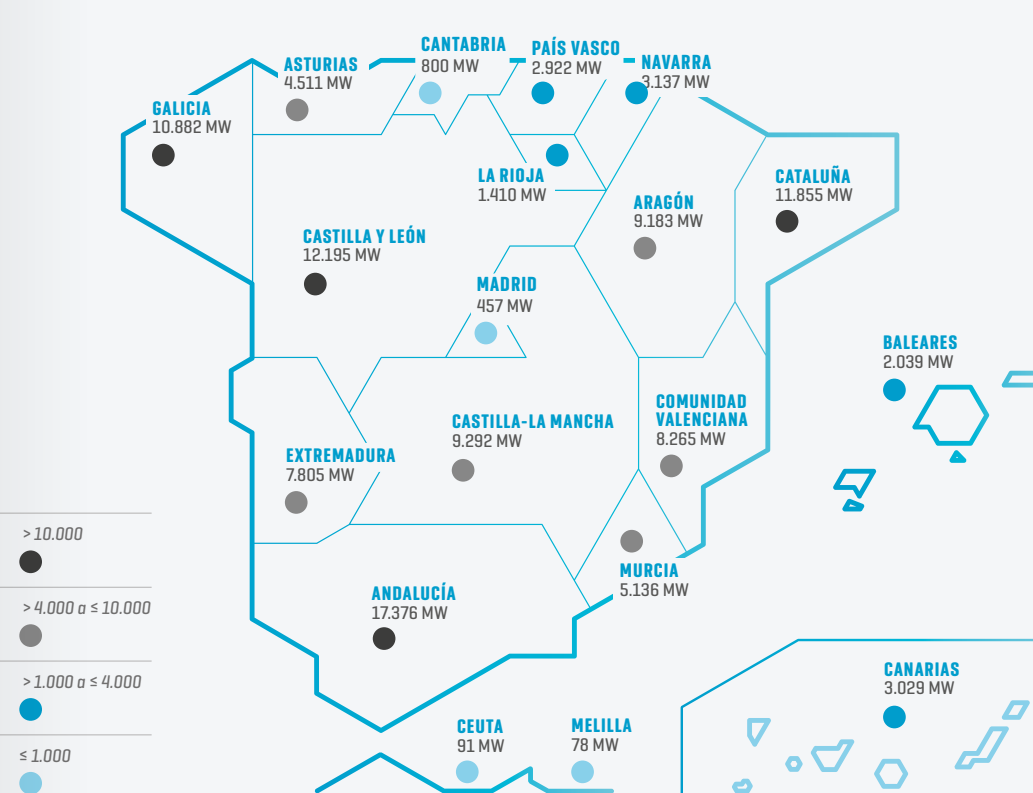 CANTABRIA
800 MW
PAÍS VASCO
2.922 MW
NAVARRA
3.137 MW
ASTURIAS
4.511 MW
GALICIA
10.882 MW
LA RIOJA
1.410 MW
CATALUÑA
11.855 MW
ARAGÓN
9.183 MW
CASTILLA Y LEÓN
12.195 MW
MADRID
457 MW
BALEARES
2.039 MW
COMUNIDAD
VALENCIANA
8.265 MW
CASTILLA-LA MANCHA
9.292 MW
EXTREMADURA
7.805 MW
> 10.000
> 4.000 a ≤ 10.000
> 1.000 a ≤ 4.000
≤ 1.000
MURCIA
5.136 MW
ANDALUCÍA
17.376 MW
CANARIAS
3.029 MW
CEUTA
91 MW
MELILLA
78 MW